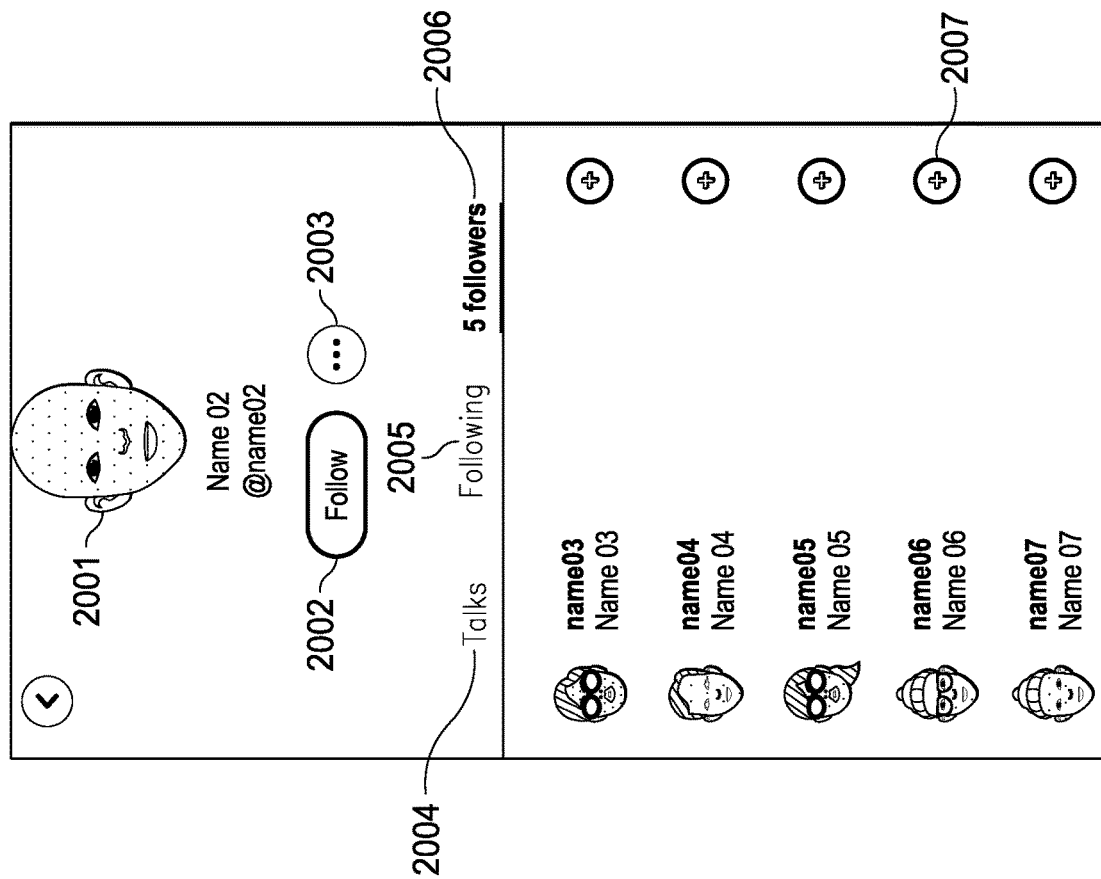 2001
Name 02
@name02
2002
Follow
...
2003
2004
Talks
2005
Following
5 followers
2006
name03
Name 03
+
name04
Name 04
+
name05
Name 05
+
name06
Name 06
+
2007
name07
Name 07
+